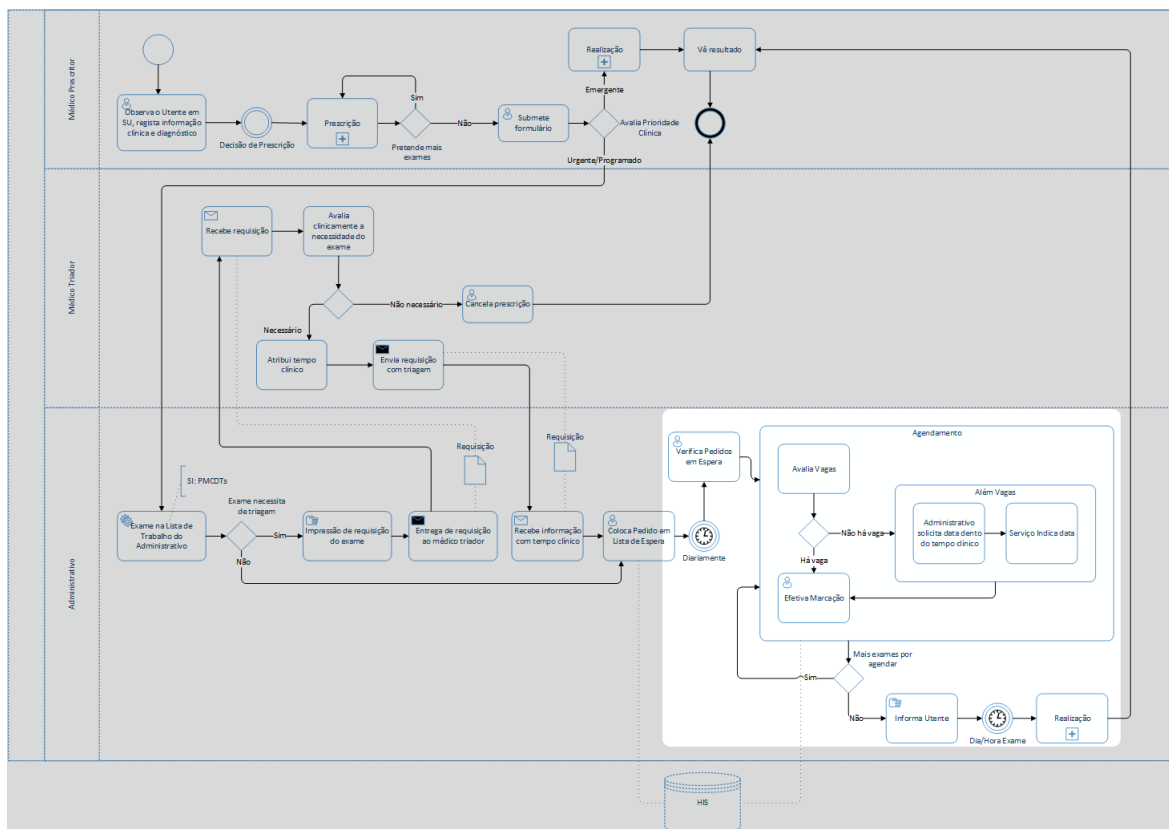 Médico Prescritor
Observa o Utente em
SU, regista informação
clínica e diagnóstico
Decisão de Prescrição
Prescrição
Sim
Pretende mais
exames
Não
Submete
formulário
Realização
Emergente
Avalia Prioridade
Clínica
Urgente/Programado
Vê resultado
Médico Triador
Recebe requisição
Avalia
clinicamente a
necessidade do
exame
Não necessário
Cancela prescrição
Necessário
Atribui tempo
clínico
Envia requisição
com triagem
Administrativo
SI: PMCDTs
Exame na Lista de
Trabalho do
Administrativo
Exame necessita
de triagem
Sim
Não
Impressão de requisição
do exame
Requisição
Entrega de requisição
ao médico triador
Requisição
Recebe informação
com tempo clínico
Coloca Pedido em
Lista de Espera
Diariamente
Verifica Pedidos
em Espera
Agendamento
Avalia Vagas
Não há vaga
Há vaga
Além Vagas
Administrativo
solicita data dento
do tempo clínico
Serviço Indica data
Efetiva Marcação
Mais exames por
agendar
Sim
Não
Informa Utente
Dia/Hora Exame
Realização
HIS